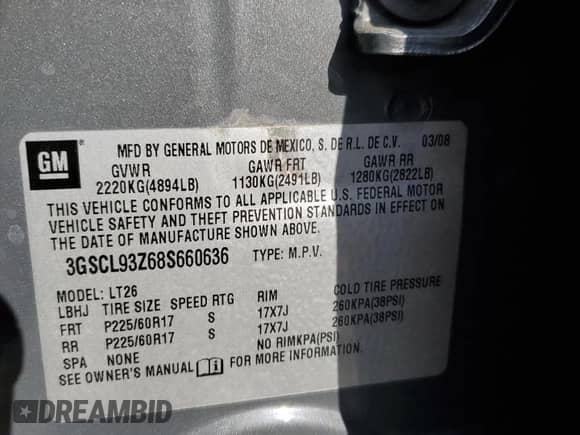 GM
MFD BY GENERAL MOTORS DE MEXICO, S. DE R.L. DE C.V. 03/08
GVWR GAWR FRT GAWR RR
2220KG(4894LB) 1130KG(2491LB) 1280KG(2822LB)
THIS VEHICLE CONFORMS TO ALL APPLICABLE U.S. FEDERAL MOTOR
VEHICLE SAFETY AND THEFT PREVENTION STANDARDS IN EFFECT ON
THE DATE OF MANUFACTURE SHOWN ABOVE.
3GSCL93Z68S660636 TYPE: M.P.V.
MODEL: LT26
LBHJ TIRE SIZE SPEED RTG RIM COLD TIRE PRESSURE
FRT P225/60R17 S 17X7J 260KPA(38PSI)
RR P225/60R17 S 17X7J 260KPA(38PSI)
SPA NONE NO RIMKPA(PSI)
SEE OWNER'S MANUAL FOR MORE INFORMATION.
DREAMBID